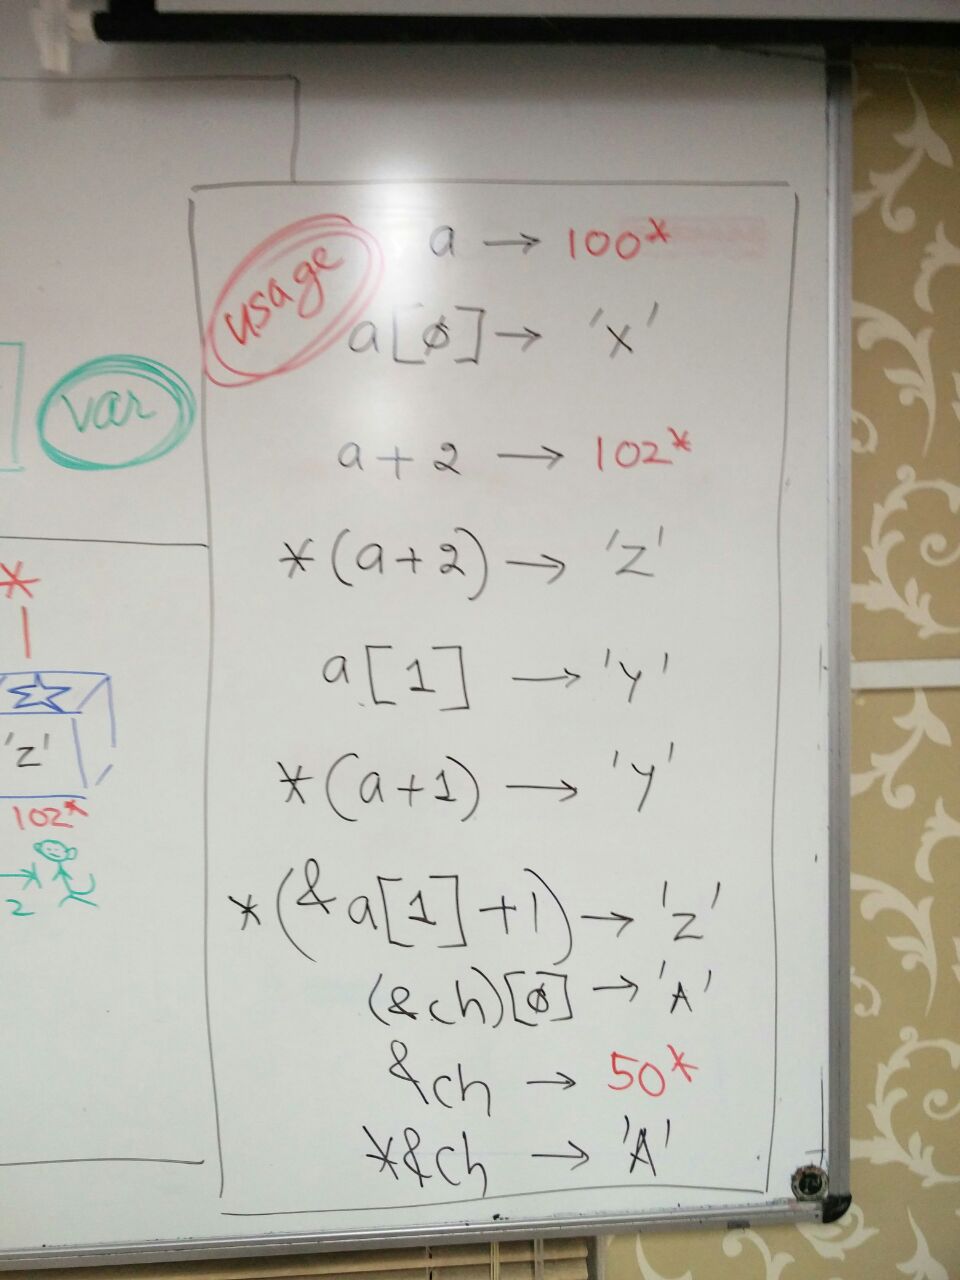 usage
a → 100*
a[0] → 'X'
a + 2 → 102*
*(a+2) → 'Z'
a[1] → 'Y'
*(a+1) → 'Y'
*(&a[1]+1) → 'Z'
(&ch)[0] → 'A'
&ch → 50*
*&ch → 'A'
var
*
'Z'
102*
2